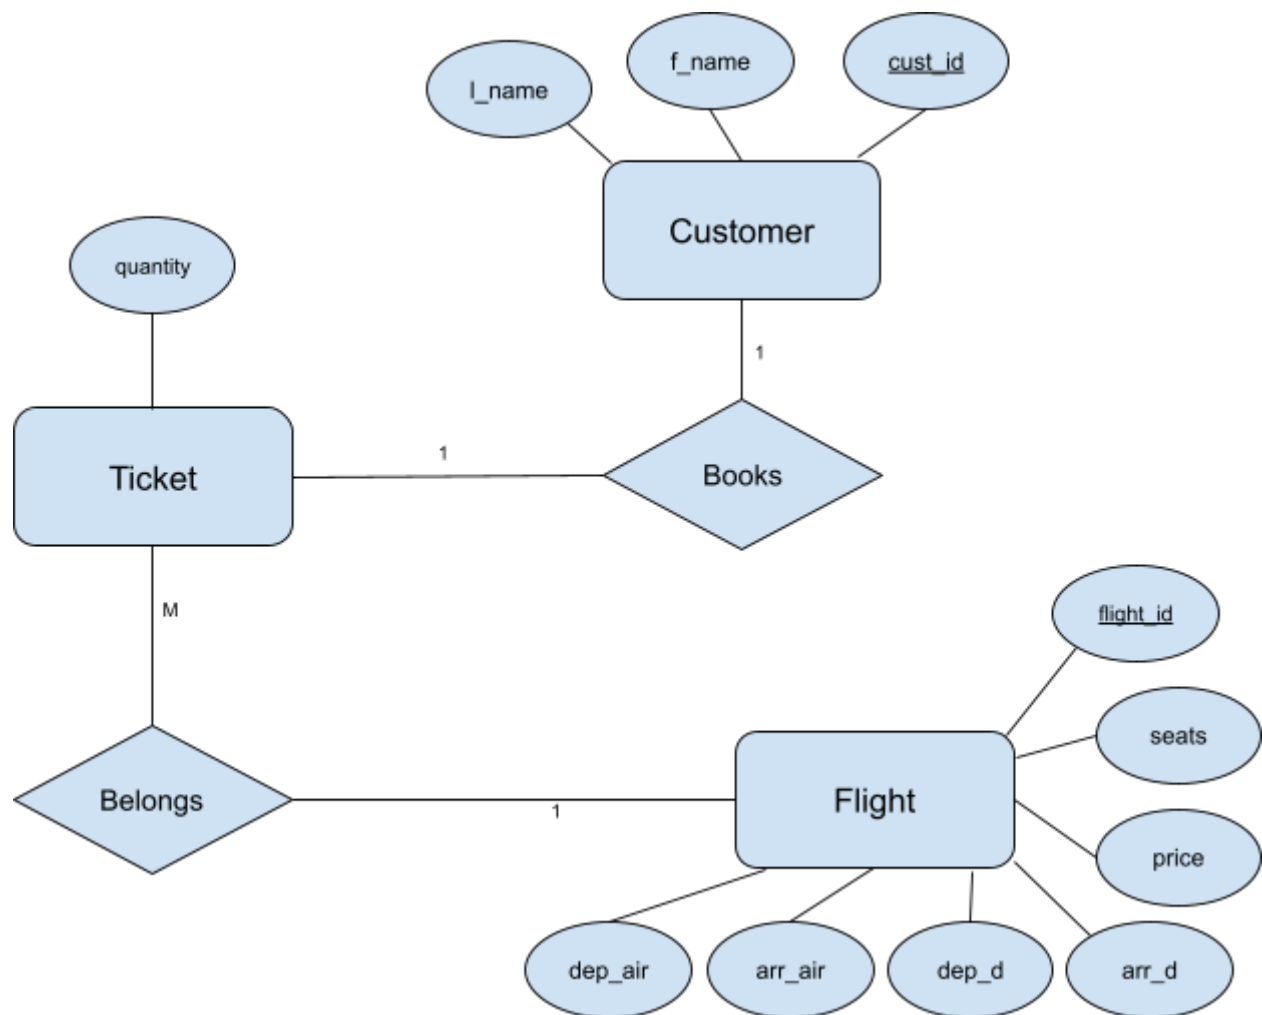 l_name
f_name
cust_id
Customer
quantity
1
Ticket
1
Books
M
flight_id
seats
Belongs
1
Flight
price
dep_air
arr_air
dep_d
arr_d